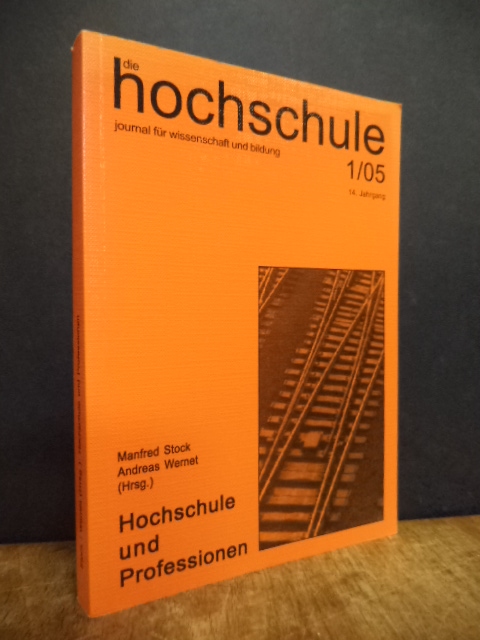 die
hochschule
journal für wissenschaft und bildung
1/05
14. Jahrgang
Manfred Stock
Andreas Wernet
(Hrsg.)
Hochschule
und
Professionen